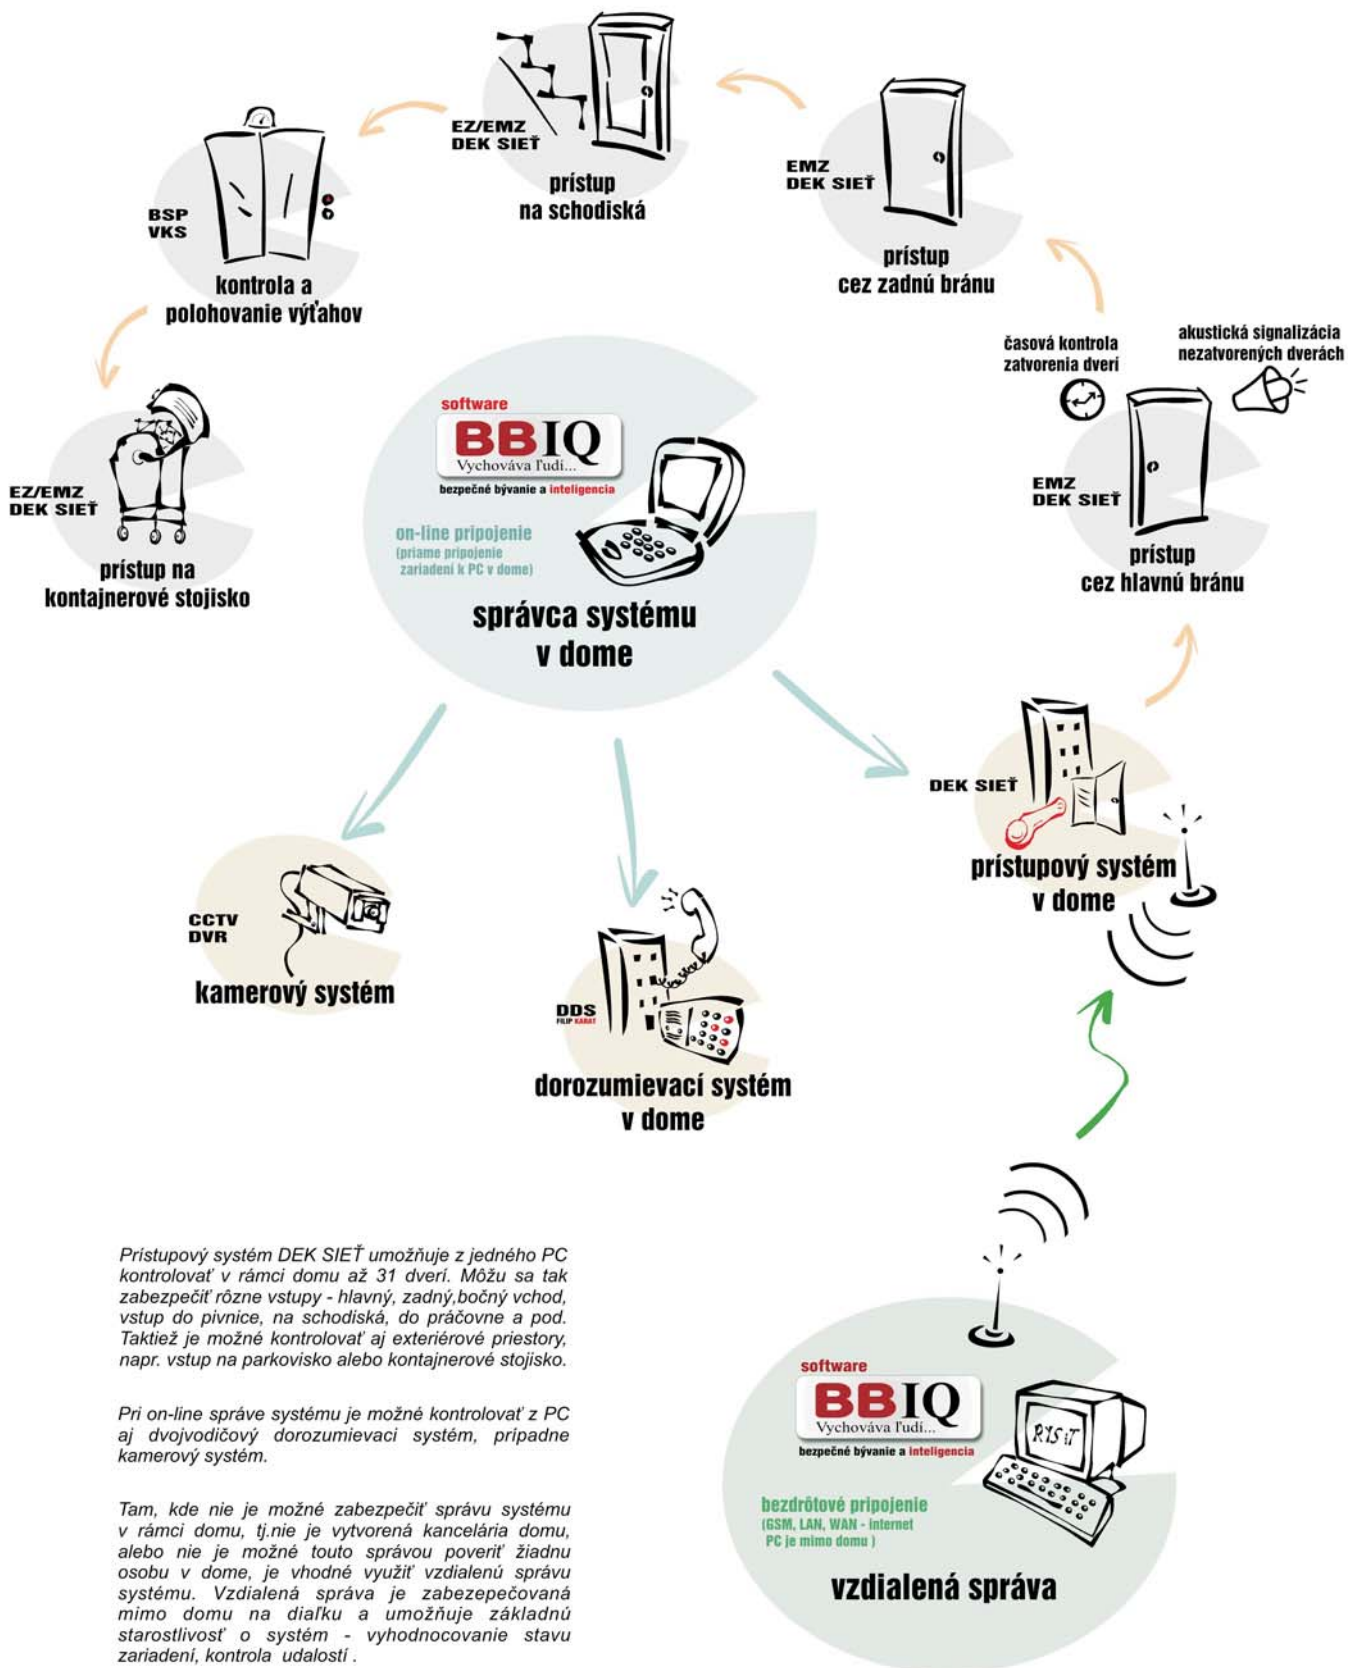 EZ/EMZ
DEK SIEŤ
prístup
na schodiská
EMZ
DEK SIEŤ
prístup
cez zadnú bránu
BSP
VKS
kontrola a
polohovanie výťahov
časová kontrola
zatvorenia dverí
akustická signalizácia
nezatvorených dverách
EMZ
DEK SIEŤ
prístup
cez hlavnú bránu
EZ/EMZ
DEK SIEŤ
prístup na
kontajnerové stojisko
software
BBIQ
Vychováva ľudí...
bezpečné bývanie a inteligencia
on-line pripojenie
(priame pripojenie
zariadení k PC v dome)
správca systému
v dome
DEK SIEŤ
prístupový systém
v dome
CCTV
DVR
kamerový systém
DDS
FILIP KARAT
dorozumievací systém
v dome
Prístupový systém DEK SIEŤ umožňuje z jedného PC
kontrolovať v rámci domu až 31 dverí. Môžu sa tak
zabezpečiť rôzne vstupy - hlavný, zadný,bočný vchod,
vstup do pivnice, na schodiská, do práčovne a pod.
Taktiež je možné kontrolovať aj exteriérové priestory,
napr. vstup na parkovisko alebo kontajnerové stojisko.
Pri on-line správe systému je možné kontrolovať z PC
aj dvojvodičový dorozumievaci systém, prípadne
kamerový systém.
Tam, kde nie je možné zabezpečiť správu systému
v rámci domu, tj.nie je vytvorená kancelária domu,
alebo nie je možné touto správou poveriť žiadnu
osobu v dome, je vhodné využiť vzdialenú správu
systému. Vzdialená správa je zabezepečovaná
mimo domu na diaľku a umožňuje základnú
starostlivosť o systém - vyhodnocovanie stavu
zariadení, kontrola udalostí .
software
BBIQ
Vychováva ľudí...
bezpečné bývanie a inteligencia
RYS iT
bezdrôtové pripojenie
(GSM, LAN, WAN - internet
PC je mimo domu )
vzdialená správa